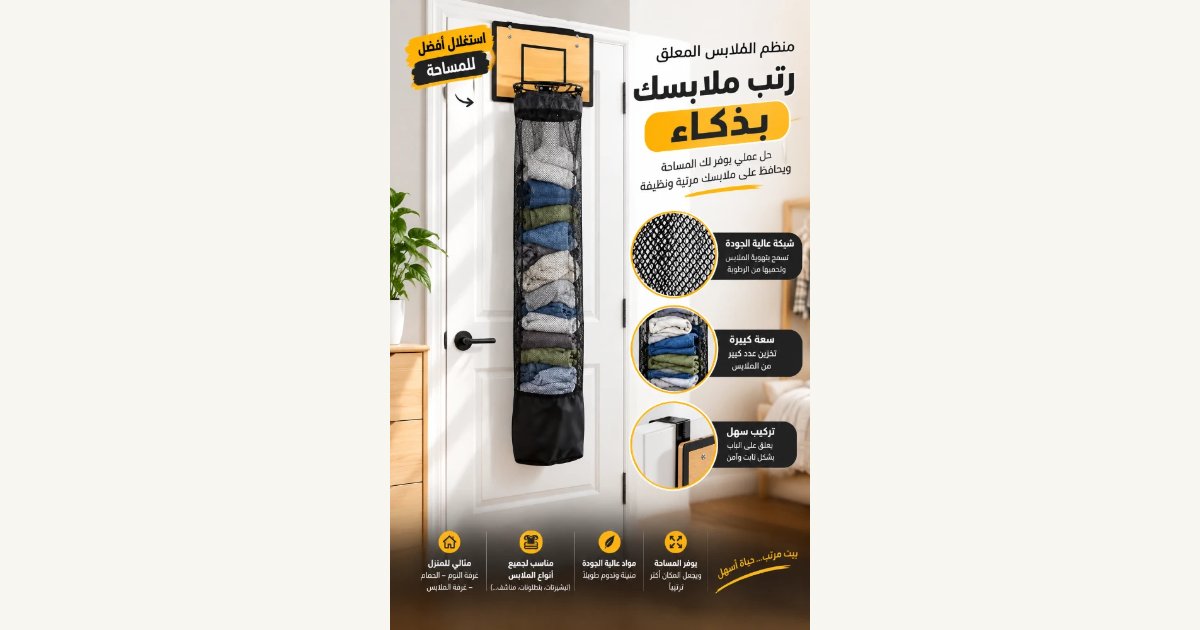 استغلال أفضل
للمساحة
منظم الملابس المعلق
رتب ملابسك
بذكاء
حل عملي يوفر لك المساحة
ويحافظ على ملابسك مرتبة ونظيفة
شبكة عالية الجودة
تسمح بتهوية الملابس
وتحميها من الرطوبة
سعة كبيرة
تخزين عدد كبير
من الملابس
تركيب سهل
يعلق على الباب
بشكل ثابت وآمن
بيت مرتب... حياة أسهل
يوفر المساحة
ويجعل المكان أكثر
ترتيباً
مواد عالية الجودة
متينة وتدوم طويلاً
مناسب لجميع
أنواع الملابس
(تيشيرتات، بنطلونات، مناشف...)
مثالي للمنزل
غرفة النوم – الحمام
– غرفة الملابس